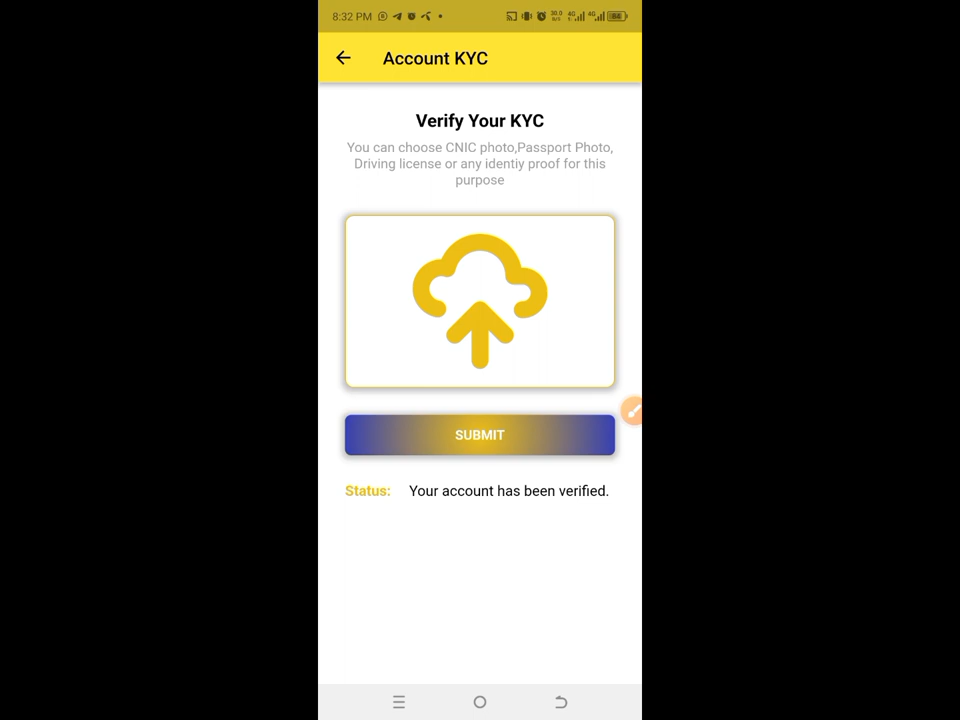 8:32 PM
Account KYC
Verify Your KYC
You can choose CNIC photo,Passport Photo,
Driving license or any identiy proof for this
purpose
SUBMIT
Status: Your account has been verified.